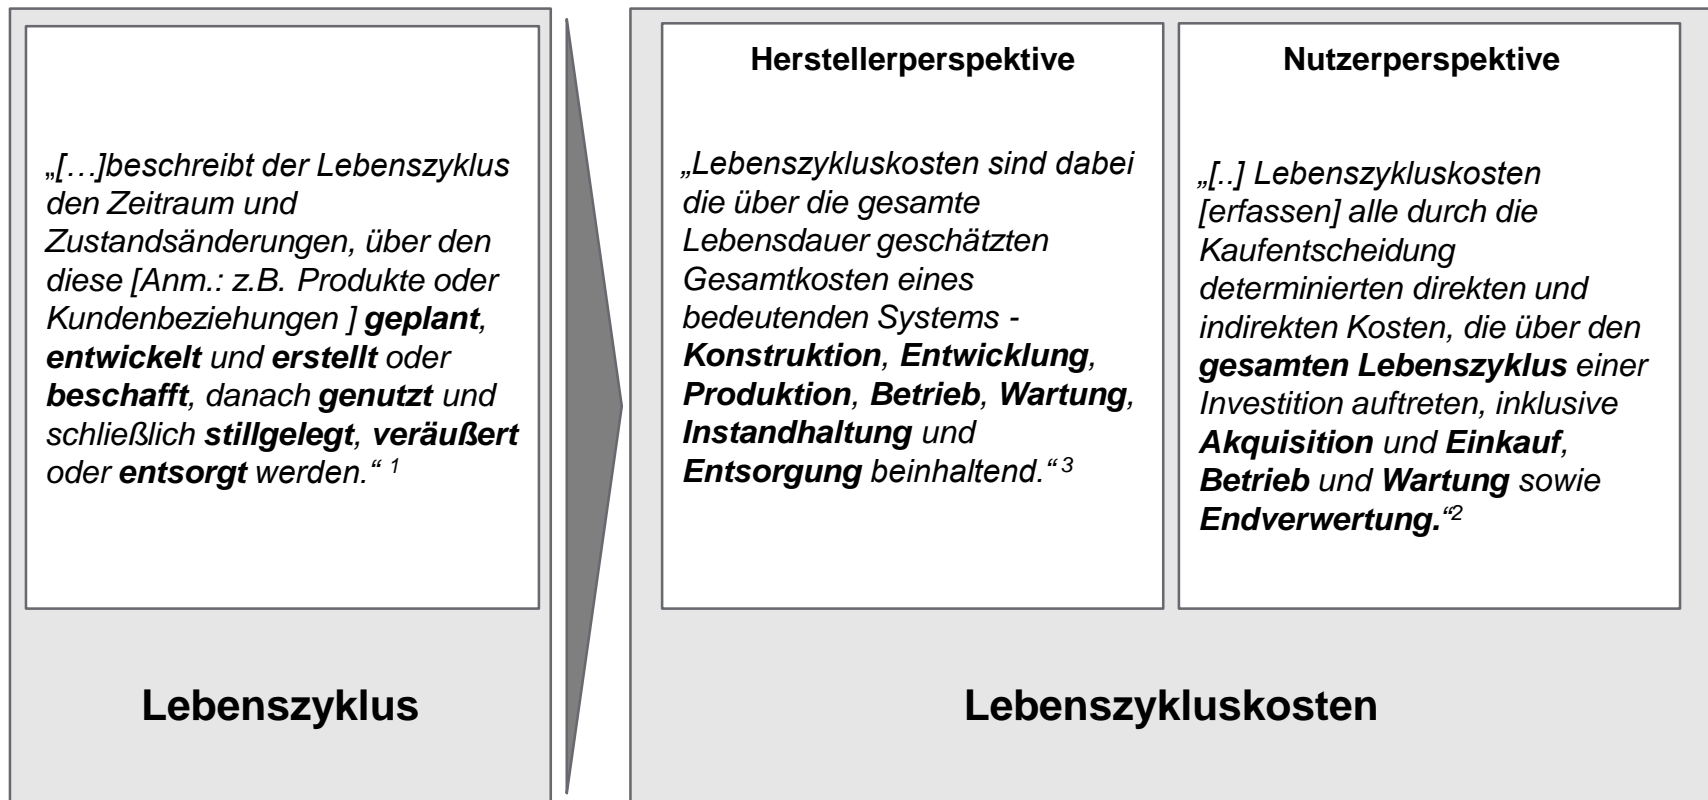 „[…]beschreibt der Lebenszyklus
den Zeitraum und
Zustandsänderungen, über den
diese [Anm.: z.B. Produkte oder
Kundenbeziehungen ] geplant,
entwickelt und erstellt oder
beschafft, danach genutzt und
schließlich stillgelegt, veräußert
oder entsorgt werden.“ 1
Lebenszyklus
Herstellerperspektive
„Lebenszykluskosten sind dabei
die über die gesamte
Lebensdauer geschätzten
Gesamtkosten eines
bedeutenden Systems -
Konstruktion, Entwicklung,
Produktion, Betrieb, Wartung,
Instandhaltung und
Entsorgung beinhaltend.“ 3
Nutzerperspektive
„[..] Lebenszykluskosten
[erfassen] alle durch die
Kaufentscheidung
determinierten direkten und
indirekten Kosten, die über den
gesamten Lebenszyklus einer
Investition auftreten, inklusive
Akquisition und Einkauf,
Betrieb und Wartung sowie
Endverwertung.“2
Lebenszykluskosten